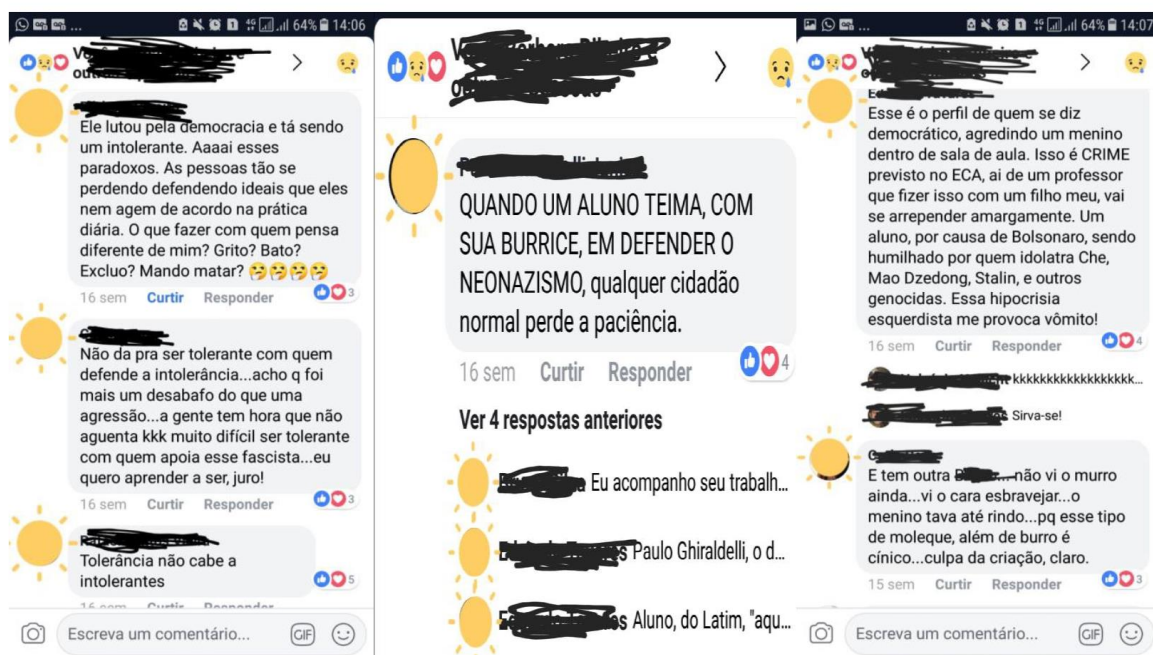 64% 14:06
Ele lutou pela democracia e tá sendo
um intolerante. Aaaai esses
paradoxos. As pessoas tão se
perdendo defendendo ideais que eles
nem agem de acordo na prática
diária. O que fazer com quem pensa
diferente de mim? Grito? Bato?
Excluo? Mando matar? 🤔🤔🤔🤔
16 sem Curtir Responder 3
Não da pra ser tolerante com quem
defende a intolerância...acho q foi
mais um desabafo do que uma
agressão...a gente tem hora que não
aguenta kkk muito difícil ser tolerante
com quem apoia esse fascista...eu
quero aprender a ser, juro!
16 sem Curtir Responder 3
Tolerância não cabe a
intolerantes
5
16 sem Curtir Responder
Escreva um comentário... GIF
QUANDO UM ALUNO TEIMA, COM
SUA BURRICE, EM DEFENDER O
NEONAZISMO, qualquer cidadão
normal perde a paciência.
16 sem Curtir Responder 4
Ver 4 respostas anteriores
Eu acompanho seu trabalh...
Paulo Ghiraldelli, o d...
Aluno, do Latim, "aqu...
4G 64% 14:07
Esse é o perfil de quem se diz
democrático, agredindo um menino
dentro de sala de aula. Isso é CRIME
previsto no ECA, ai de um professor
que fizer isso com um filho meu, vai
se arrepender amargamente. Um
aluno, por causa de Bolsonaro, sendo
humilhado por quem idolatra Che,
Mao Dzedong, Stalin, e outros
genocidas. Essa hipocrisia
esquerdista me provoca vômito!
16 sem Curtir Responder 4
kkkkkkkkkkkkkkkkkk...
Sirva-se!
E tem outra não vi o murro
ainda...vi o cara esbravejar...o
menino tava até rindo...pq esse tipo
de moleque, além de burro é
cínico...culpa da criação, claro.
15 sem Curtir Responder 3
Escreva um comentário... GIF